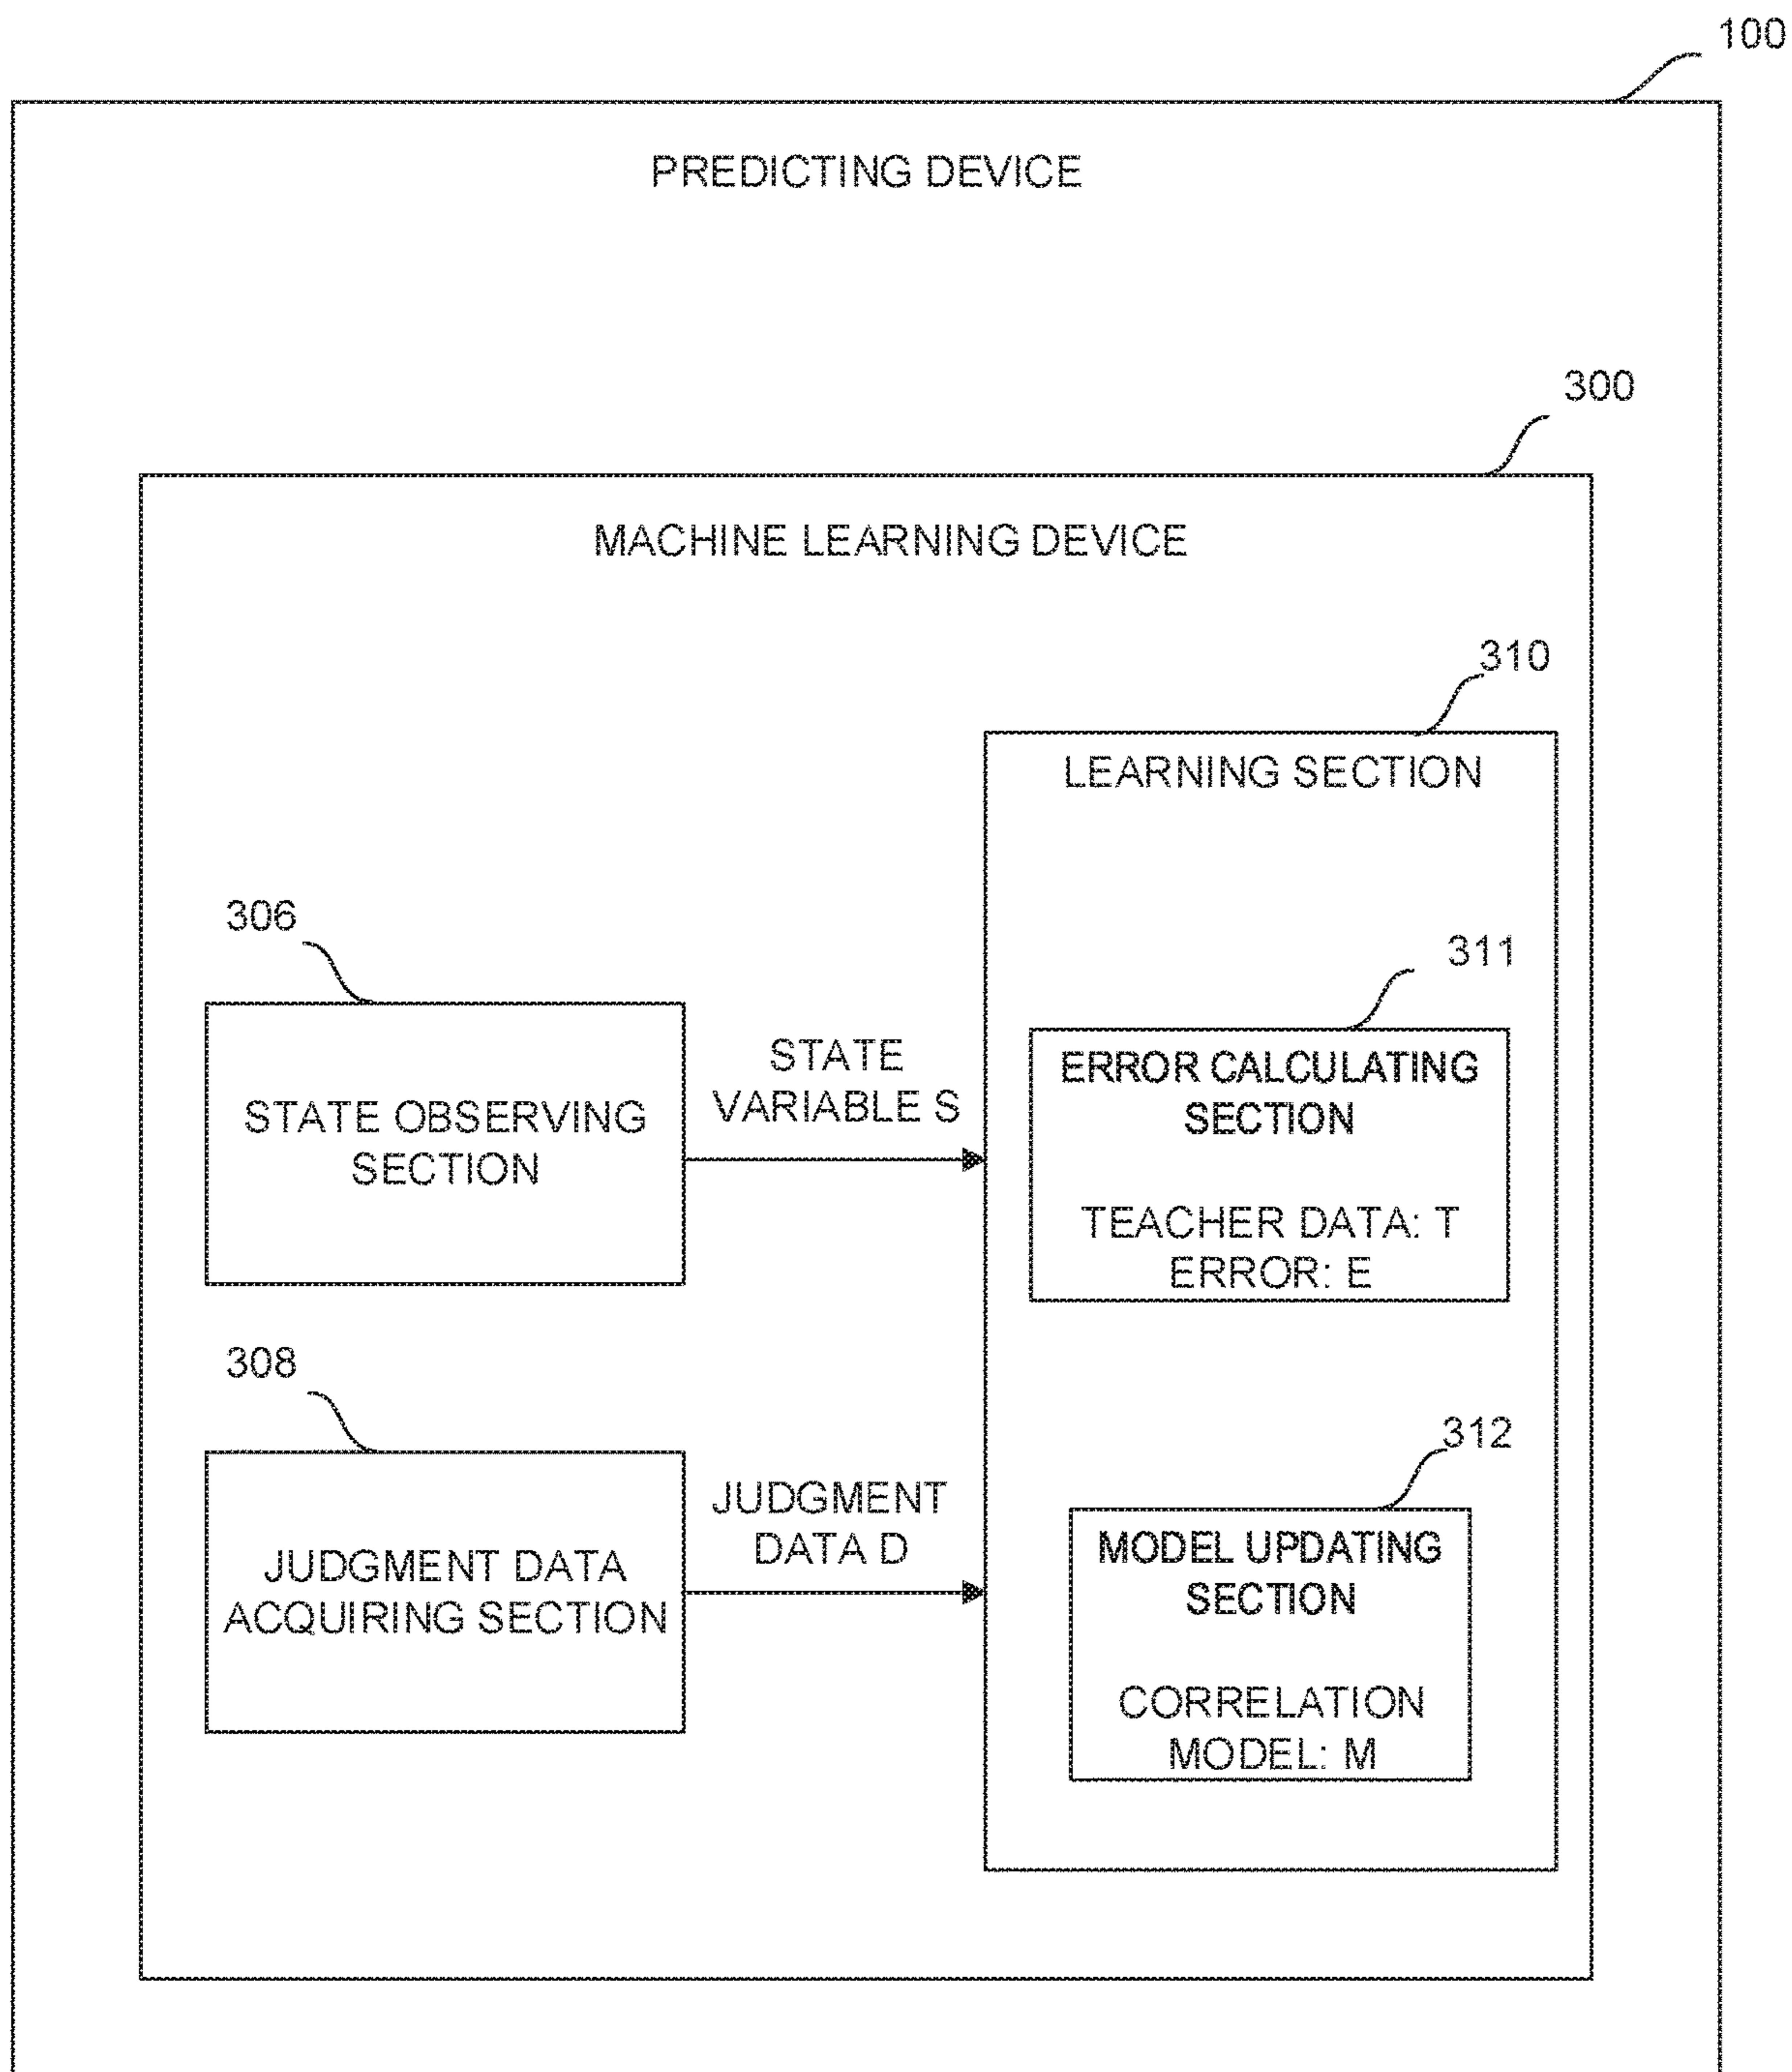 100
PREDICTING DEVICE
300
MACHINE LEARNING DEVICE
310
LEARNING SECTION
306
STATE OBSERVING
SECTION
STATE
VARIABLE S
311
ERROR CALCULATING
SECTION
TEACHER DATA: T
ERROR: E
308
JUDGMENT DATA
ACQUIRING SECTION
JUDGMENT
DATA D
312
MODEL UPDATING
SECTION
CORRELATION
MODEL: M